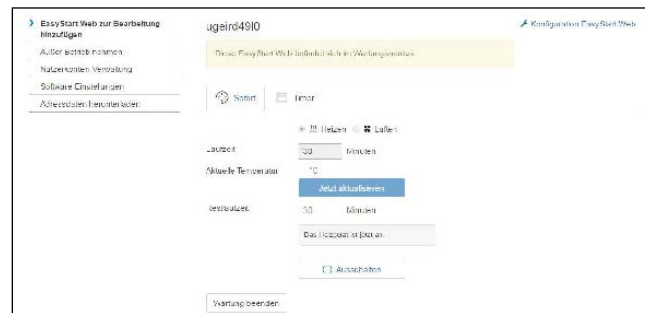 EasyStart Web zur Bearbeitung
hinzufügen
Außer Betrieb nehmen
Nutzerkonten Verwaltung
Software Einstellungen
Adressdaten herunterladen
ugeird49l0
Konfiguration EasyStart Web
Diese EasyStart Web befindet sich im Wartungsmodus.
Sofort
Timer
Heizen
Lüften
Laufzeit
30
Minuten
Aktuelle Temperatur
°C
Jetzt aktualisieren
Restlaufzeit
30
Minuten
Das Heizgerät ist jetzt an.
Ausschalten
Wartung beenden